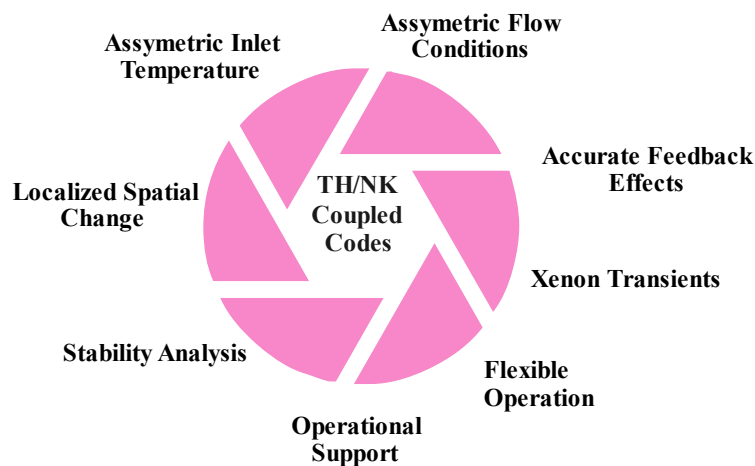 Assymetric Inlet
Temperature
Assymetric Flow
Conditions
Accurate Feedback
Effects
Localized Spatial
Change
TH/NK
Coupled
Codes
Xenon Transients
Stability Analysis
Flexible
Operation
Operational
Support